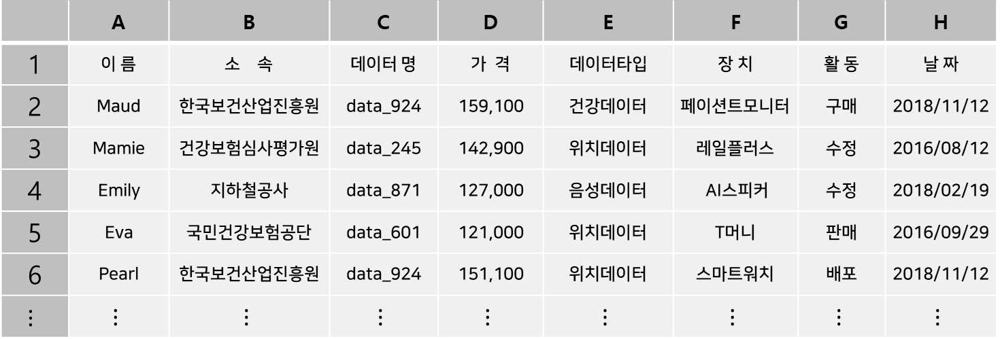 A B C D E F G H
1 이 름 소 속 데이터 명 가 격 데이터타입 장 치 활 동 날 짜
2 Maud 한국보건산업진흥원 data_924 159,100 건강데이터 페이션트모니터 구매 2018/11/12
3 Mamie 건강보험심사평가원 data_245 142,900 위치데이터 레일플러스 수정 2016/08/12
4 Emily 지하철공사 data_871 127,000 음성데이터 AI스피커 수정 2018/02/19
5 Eva 국민건강보험공단 data_601 121,000 위치데이터 T머니 판매 2016/09/29
6 Pearl 한국보건산업진흥원 data_924 151,100 위치데이터 스마트워치 배포 2018/11/12
⋮ ⋮ ⋮ ⋮ ⋮ ⋮ ⋮ ⋮ ⋮